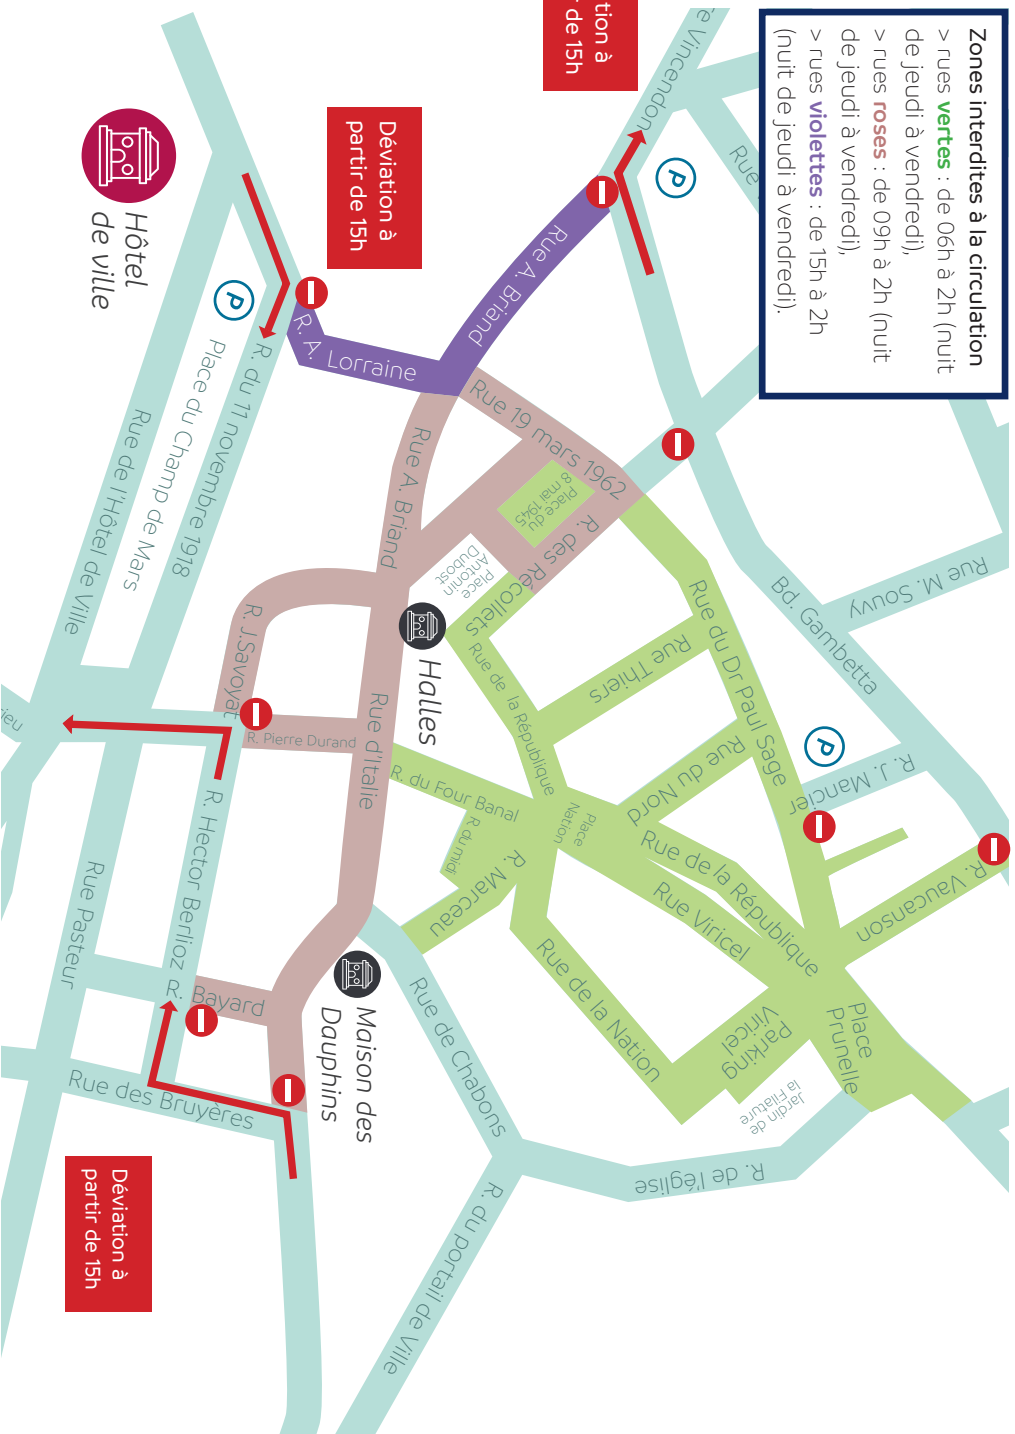 Zones interdites à la circulation
> rues vertes : de 06h à 2h (nuit
de jeudi à vendredi),
> rues roses : de 09h à 2h (nuit
de jeudi à vendredi),
> rues violettes : de 15h à 2h
(nuit de jeudi à vendredi).
tion à
r de 15h
Déviation à
partir de 15h
Déviation à
partir de 15h
Vincendon
Rue
P
Rue A. Briand
R. A. Lorraine
Hôtel
de ville
P
Place du Champ de Mars
R. du 11 novembre 1918
Rue de l'Hôtel de Ville
Rue 19 mars 1962
Rue A. Briand
Place du
8 mai 1945
R. des Récollets
Place
Antonin
Dubost
Halles
R. J.Savoyat
R. Pierre Durand
Rue d'Italie
Rue de la République
Rue Thiers
Rue du Dr Paul Sage
Rue du Nord
Bd. Gambetta
Rue M. Souvy
R. J. Mancier
P
R. Vaucanson
R. du Four Banal
R. du midi
Place
Nation
R. Marceau
Rue de la République
Rue Viricel
Rue de la Nation
Parking
Viricel
Place
Prunelle
Jardin de
la Filature
R. de l'église
Rue de Chabons
R. du portail de Ville
Maison des
Dauphins
R. Hector Berlioz
Rue Pasteur
R. Bayard
Rue des Bruyères